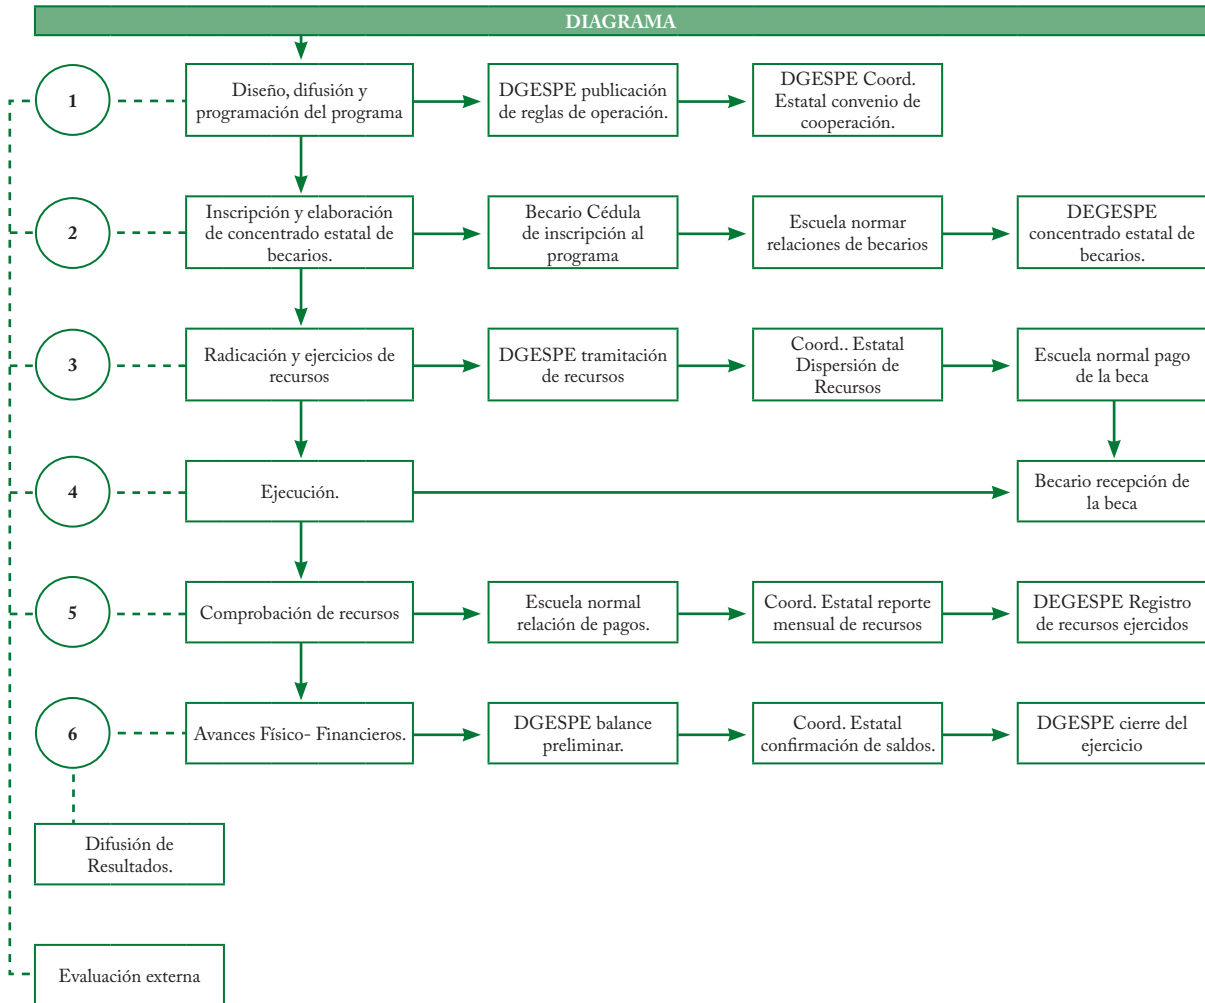 DIAGRAMA
1
Diseño, difusión y
programación del programa
DGESPE publicación
de reglas de operación.
DGESPE Coord.
Estatal convenio de
cooperación.
2
Inscripción y elaboración
de concentrado estatal de
becarios.
Becario Cédula
de inscripción al
programa
Escuela normar
relaciones de becarios
DEGESPE
concentrado estatal de
becarios.
3
Radicación y ejercicios de
recursos
DGESPE tramitación
de recursos
Coord.. Estatal
Dispersión de
Recursos
Escuela normal pago
de la beca
4
Ejecución.
Becario recepción de
la beca
5
Comprobación de recursos
Escuela normal
relación de pagos.
Coord. Estatal reporte
mensual de recursos
DEGESPE Registro
de recursos ejercidos
6
Avances Físico- Financieros.
DGESPE balance
preliminar.
Coord. Estatal
confirmación de saldos.
DGESPE cierre del
ejercicio
Difusión de
Resultados.
Evaluación externa